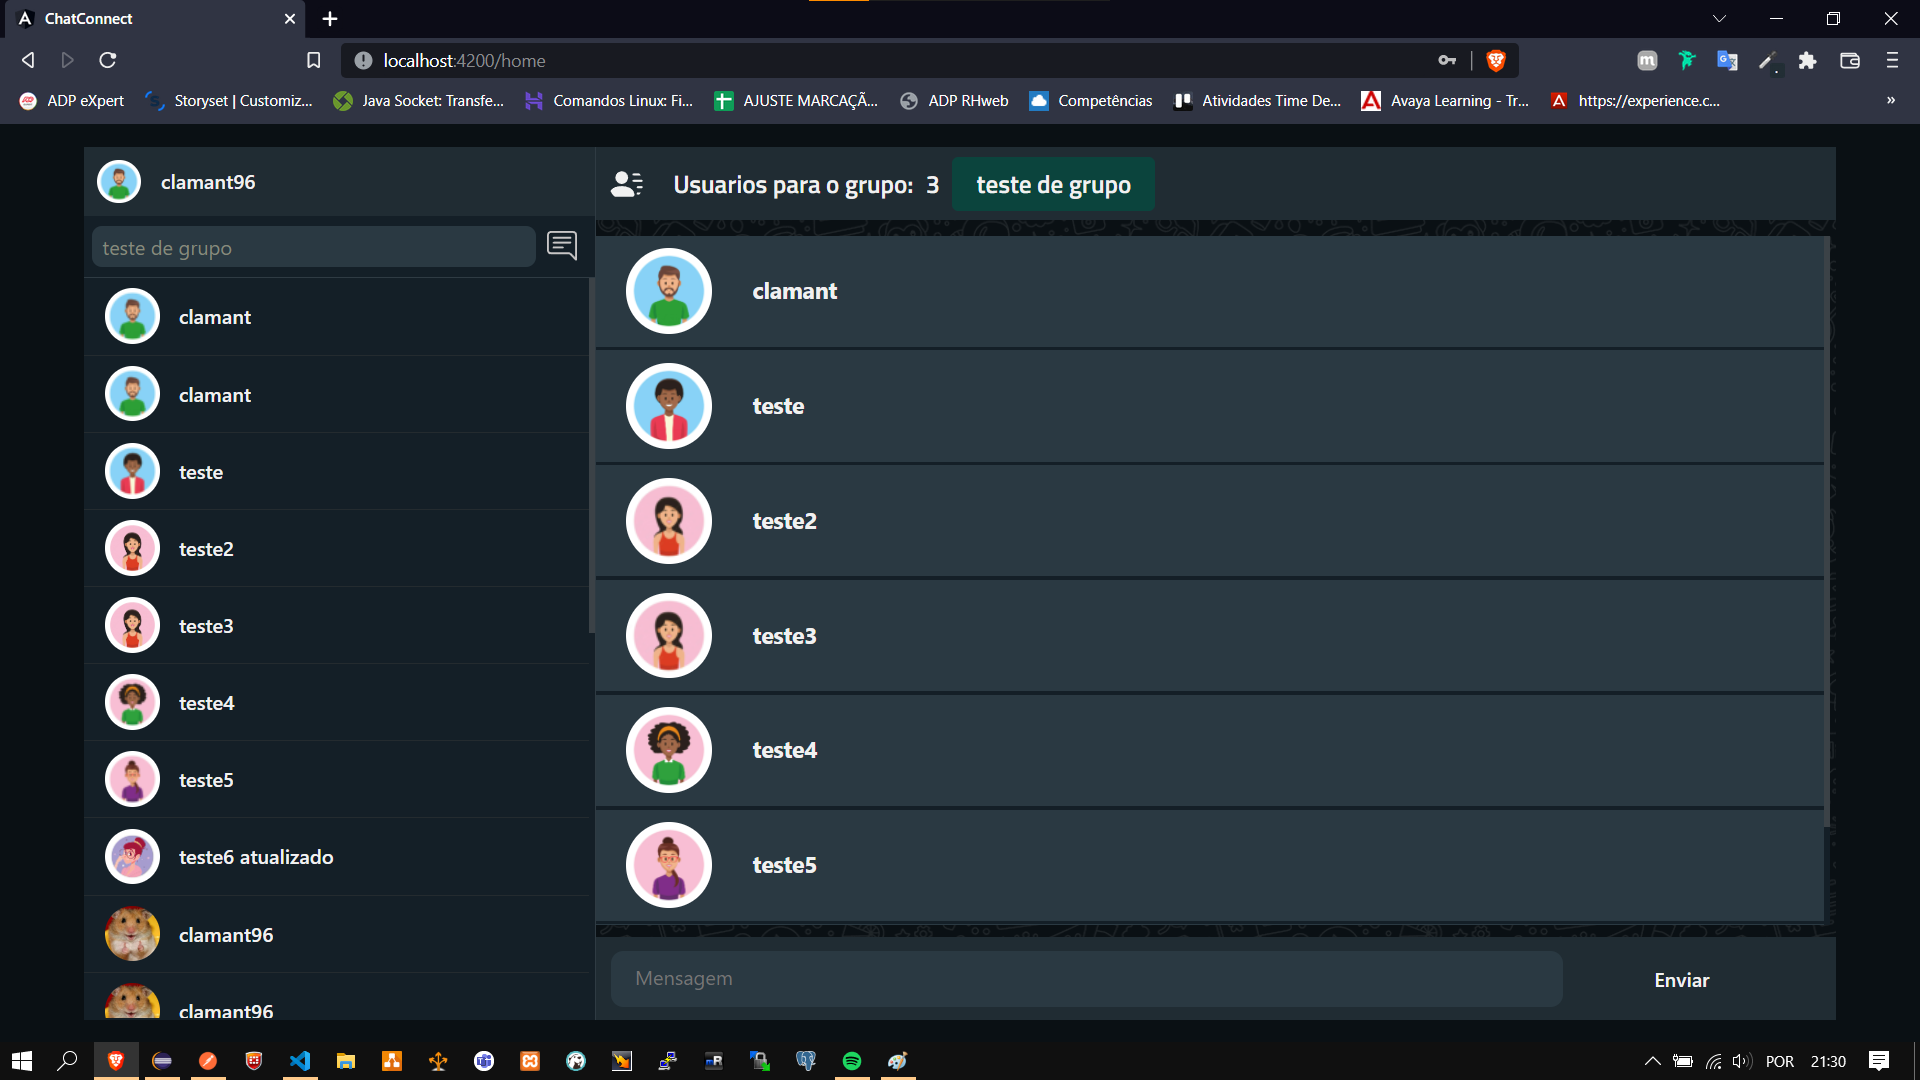 ChatConnect
localhost:4200/home
ADP eXpert
Storyset | Customiz...
Java Socket: Transfe...
Comandos Linux: Fi...
AJUSTE MARCAÇÃ...
ADP RHweb
Competências
Atividades Time De...
Avaya Learning - Tr...
https://experience.c...
»
clamant96
Usuarios para o grupo: 3
teste de grupo
teste de grupo
clamant
clamant
teste
teste2
teste3
teste4
teste5
teste6 atualizado
clamant96
clamant96
clamant
teste
teste2
teste3
teste4
teste5
Mensagem
Enviar
POR
21:30